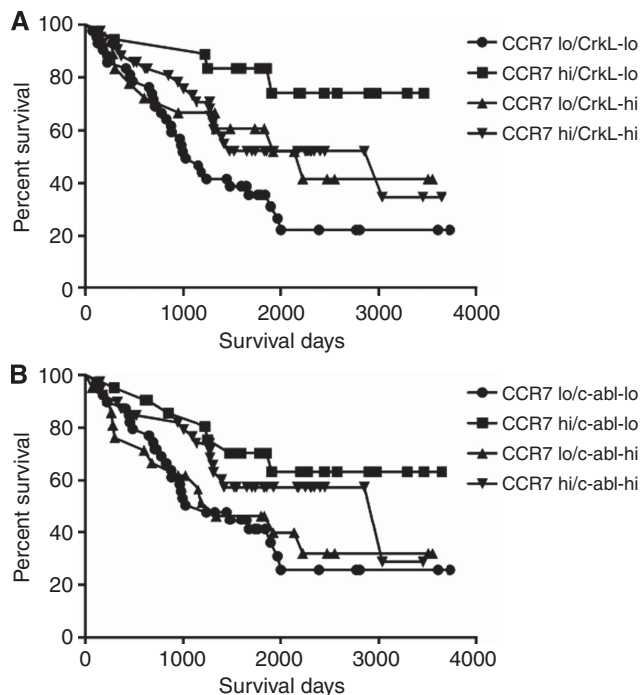 A
100
80
60
40
20
0
Percent survival
0 1000 2000 3000 4000
Survival days
CCR7 lo/CrkL-lo
CCR7 hi/CrkL-lo
CCR7 lo/CrkL-hi
CCR7 hi/CrkL-hi
B
100
80
60
40
20
0
Percent survival
0 1000 2000 3000 4000
Survival days
CCR7 lo/c-abl-lo
CCR7 hi/c-abl-lo
CCR7 lo/c-abl-hi
CCR7 hi/c-abl-hi